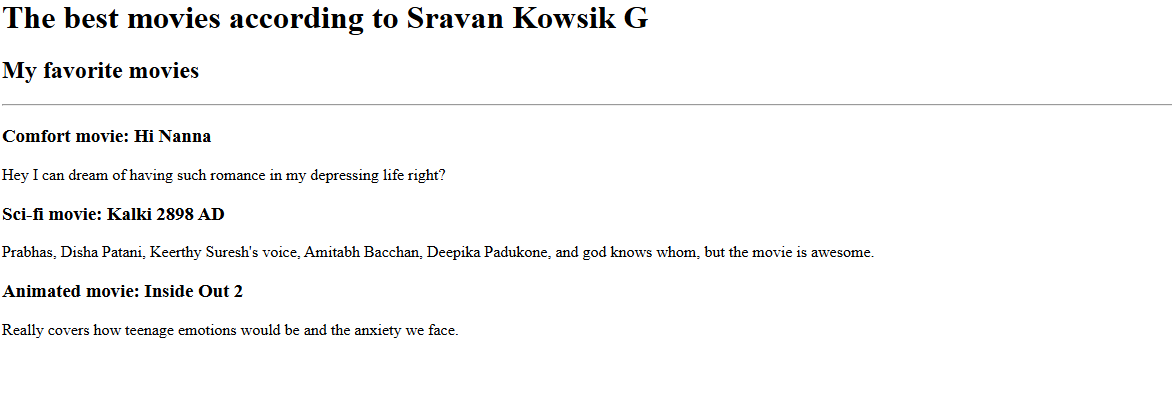 The best movies according to Sravan Kowsik G
My favorite movies
Comfort movie: Hi Nanna
Hey I can dream of having such romance in my depressing life right?
Sci-fi movie: Kalki 2898 AD
Prabhas, Disha Patani, Keerthy Suresh's voice, Amitabh Bacchan, Deepika Padukone, and god knows whom, but the movie is awesome.
Animated movie: Inside Out 2
Really covers how teenage emotions would be and the anxiety we face.